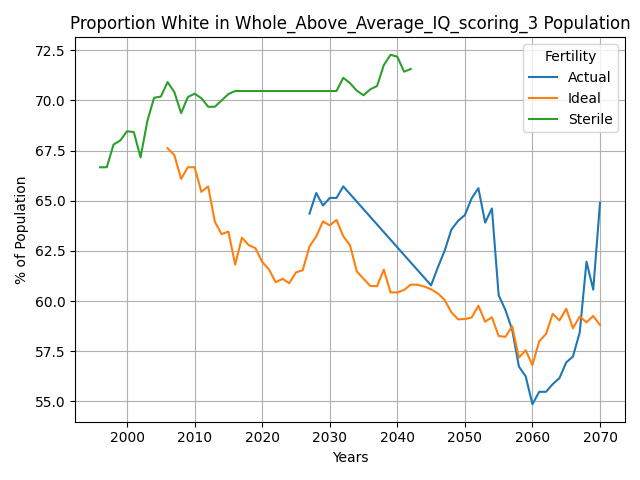 Proportion White in Whole_Above_Average_IQ_scoring_3 Population
Fertility
Actual
Ideal
Sterile
% of Population
72.5
70.0
67.5
65.0
62.5
60.0
57.5
55.0
2000 2010 2020 2030 2040 2050 2060 2070
Years